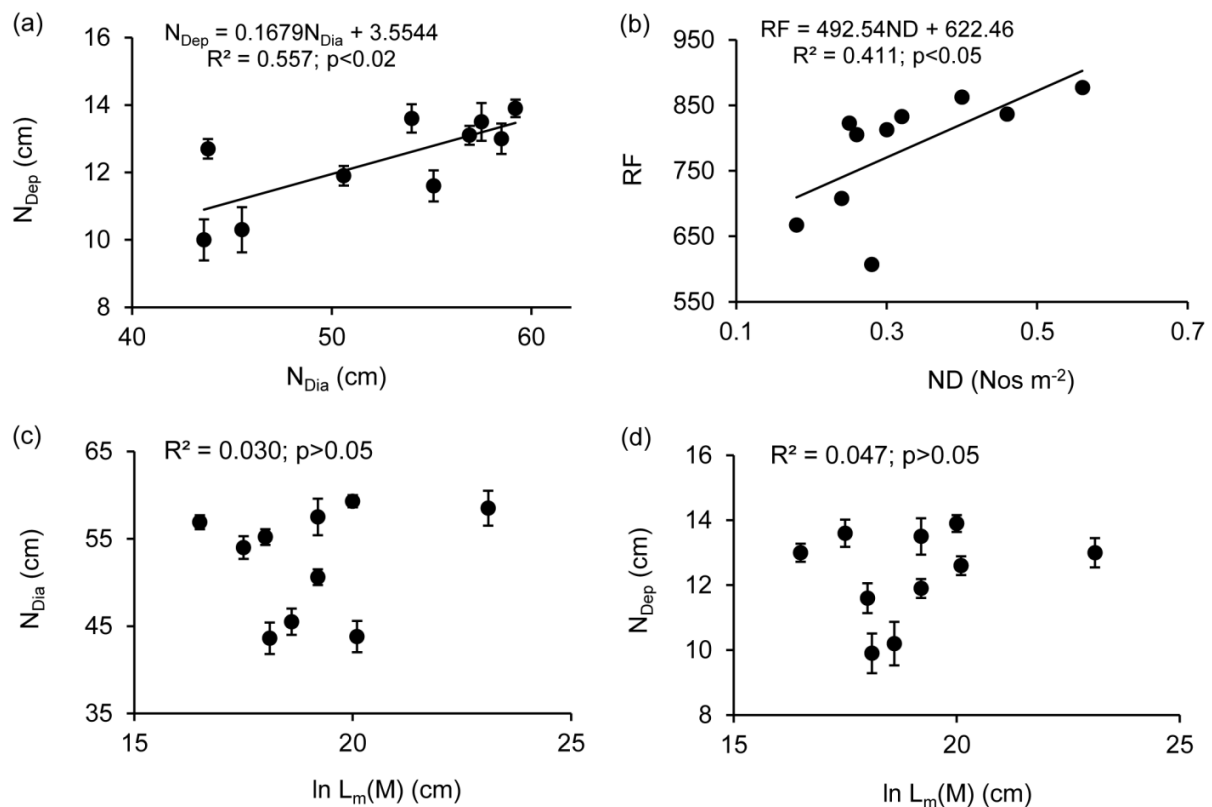 (a)
N_Dep = 0.1679N_Dia + 3.5544
R² = 0.557; p<0.02
16
14
12
10
8
N_Dep (cm)
40
50
60
N_Dia (cm)
(b)
RF = 492.54ND + 622.46
R² = 0.411; p<0.05
950
850
750
650
550
RF
0.1
0.3
0.5
0.7
ND (Nos m⁻²)
(c)
R² = 0.030; p>0.05
65
55
45
35
N_Dia (cm)
15
20
25
ln L_m(M) (cm)
(d)
R² = 0.047; p>0.05
16
14
12
10
8
N_Dep (cm)
15
20
25
ln L_m(M) (cm)